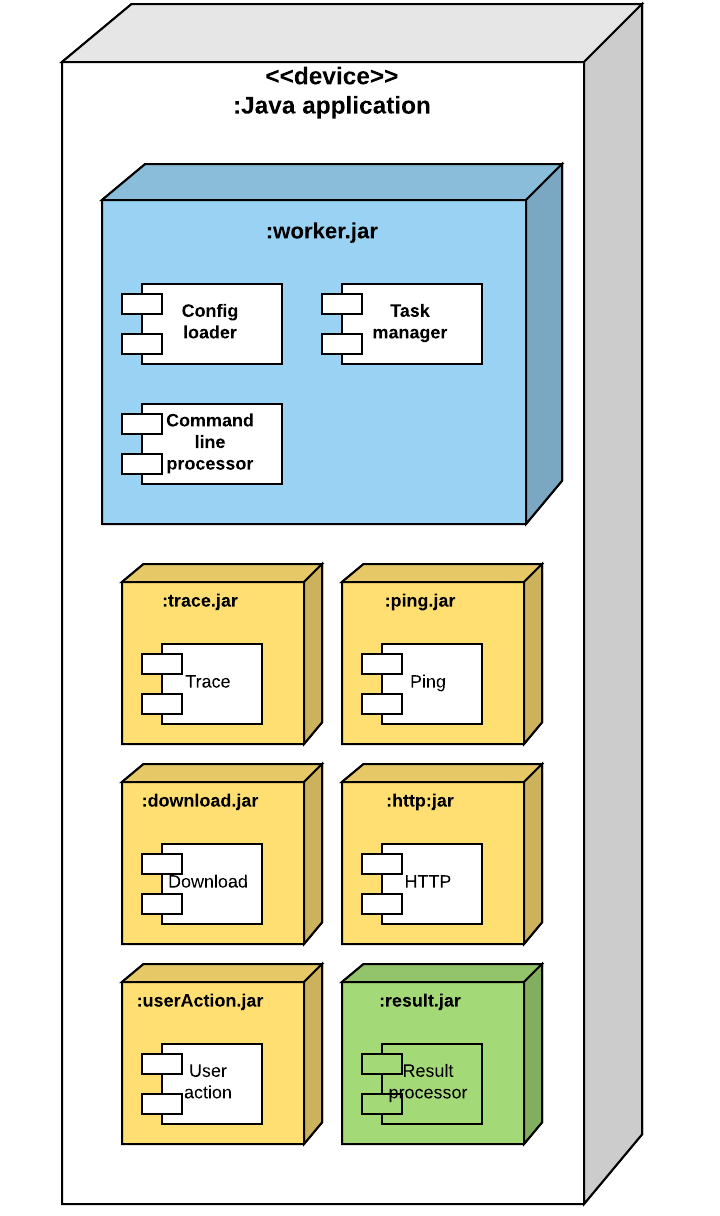 <<device>>
:Java application
:worker.jar
Config
loader
Task
manager
Command
line
processor
:trace.jar
Trace
:ping.jar
Ping
:download.jar
Download
:http:jar
HTTP
:userAction.jar
User
action
:result.jar
Result
processor